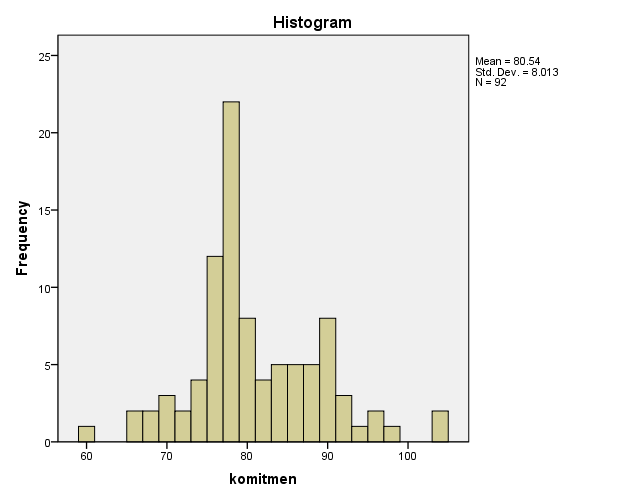 Histogram
Mean = 80.54
Std. Dev. = 8.013
N = 92
25
20
15
10
5
0
Frequency
60 70 80 90 100
komitmen